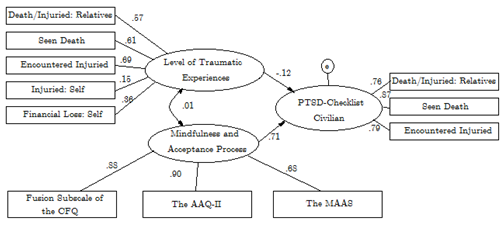 Death/Injured: Relatives
.57
Seen Death
.61
Encountered Injured
.69
Injured: Self
.15
Financial Loss: Self
.36
Level of Traumatic
Experiences
-.12
.01
Mindfulness and
Acceptance Process
.71
e
PTSD-Checklist
Civilian
.76
Death/Injured: Relatives
.87
Seen Death
.79
Encountered Injured
.88
.90
.68
Fusion Subscale of
the CFQ
The AAQ-II
The MAAS